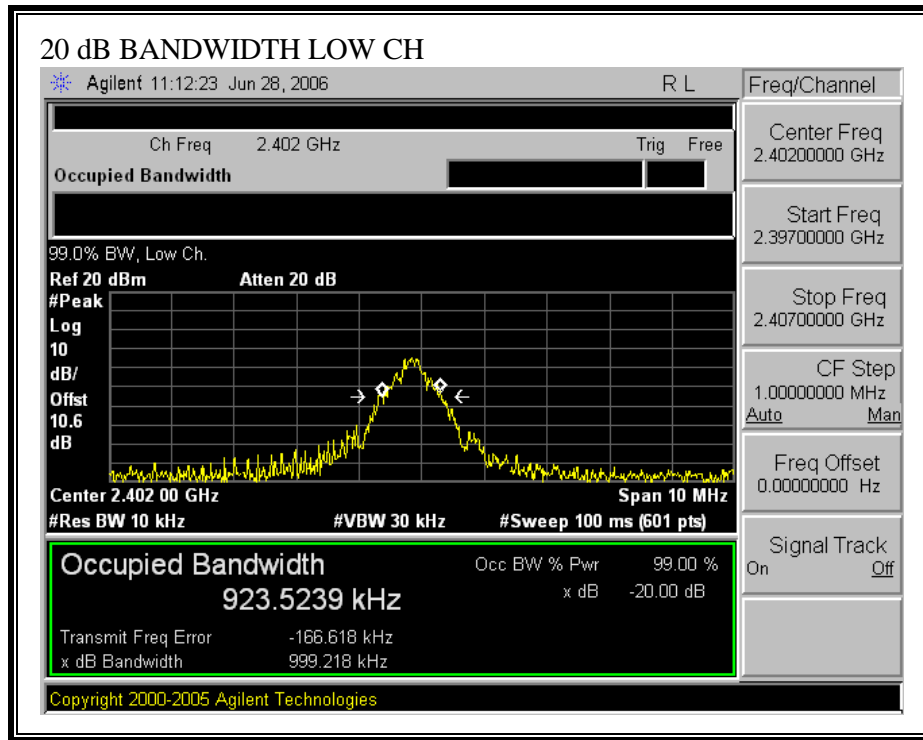 20 dB BANDWIDTH LOW CH
Agilent 11:12:23 Jun 28, 2006 R L
Freq/Channel
Ch Freq 2.402 GHz Trig Free
Occupied Bandwidth
Center Freq
2.40200000 GHz
Start Freq
2.39700000 GHz
Stop Freq
2.40700000 GHz
CF Step
1.00000000 MHz
Auto Man
Freq Offset
0.00000000 Hz
Signal Track
On Off
99.0% BW, Low Ch.
Ref 20 dBm Atten 20 dB
#Peak
Log
10
dB/
Offst
10.6
dB
Center 2.402 00 GHz Span 10 MHz
#Res BW 10 kHz #VBW 30 kHz #Sweep 100 ms (601 pts)
Occupied Bandwidth Occ BW % Pwr 99.00 %
923.5239 kHz x dB -20.00 dB
Transmit Freq Error -166.618 kHz
x dB Bandwidth 999.218 kHz
Copyright 2000-2005 Agilent Technologies